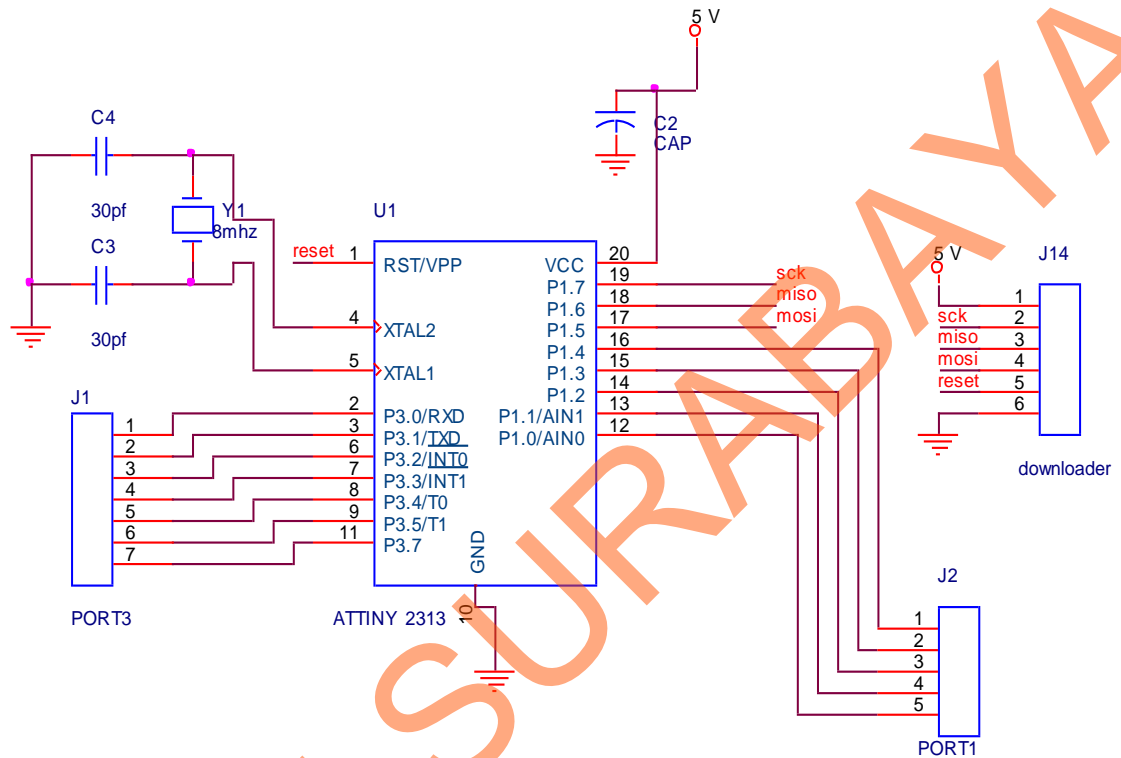 5 V
C4
30pf
C3
30pf
Y1
8mhz
C2
CAP
U1
reset
1
RST/VPP
4
XTAL2
5
XTAL1
2
P3.0/RXD
3
P3.1/TXD
6
P3.2/INT0
7
P3.3/INT1
8
P3.4/T0
9
P3.5/T1
11
P3.7
VCC
20
P1.7
19
sck
P1.6
18
miso
P1.5
17
mosi
P1.4
16
P1.3
15
P1.2
14
P1.1/AIN1
13
P1.0/AIN0
12
GND
10
ATTINY 2313
J1
1
2
3
4
5
6
7
PORT3
5 V
J14
1
sck
2
miso
3
mosi
4
reset
5
6
downloader
J2
1
2
3
4
5
PORT1
SURABAYA